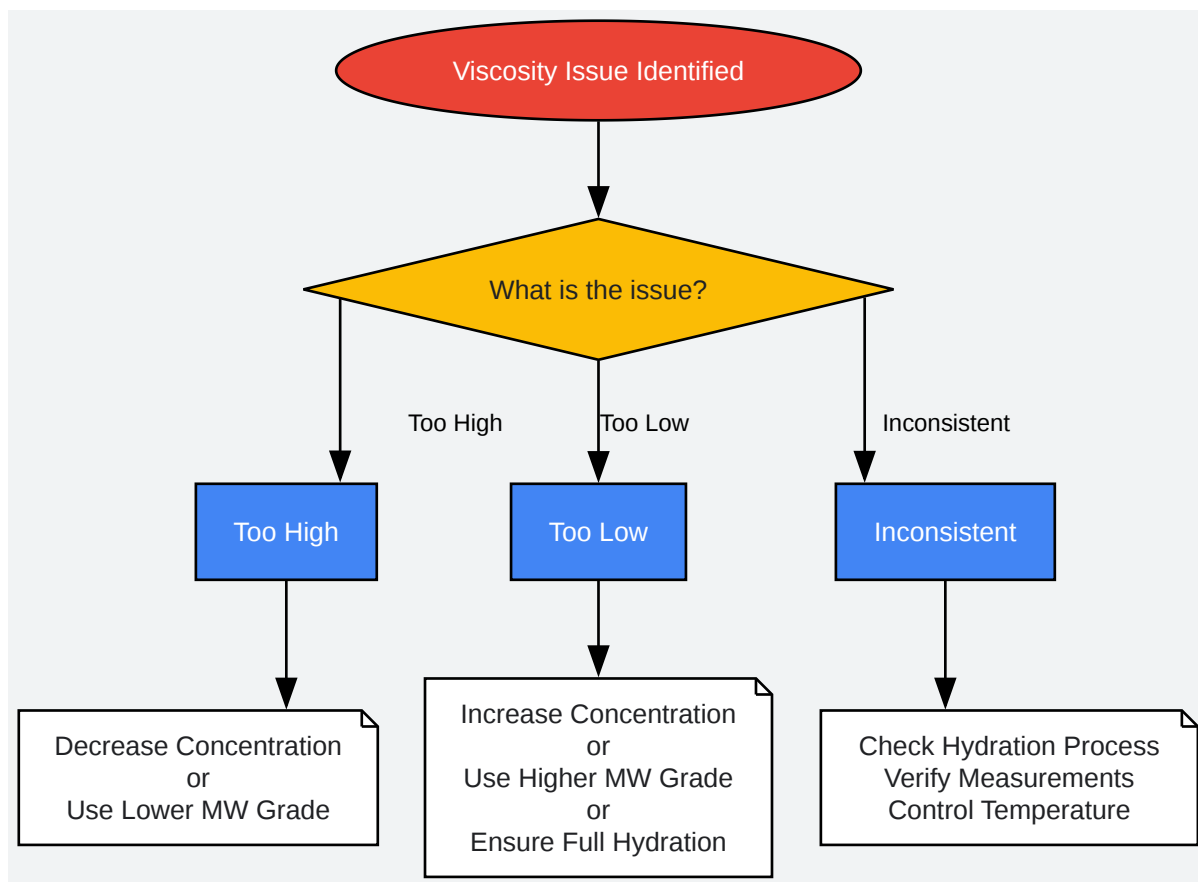 Viscosity Issue Identified
What is the issue?
Too High
Too Low
Inconsistent
Too High
Too Low
Inconsistent
Decrease Concentration
or
Use Lower MW Grade
Increase Concentration
or
Use Higher MW Grade
or
Ensure Full Hydration
Check Hydration Process
Verify Measurements
Control Temperature